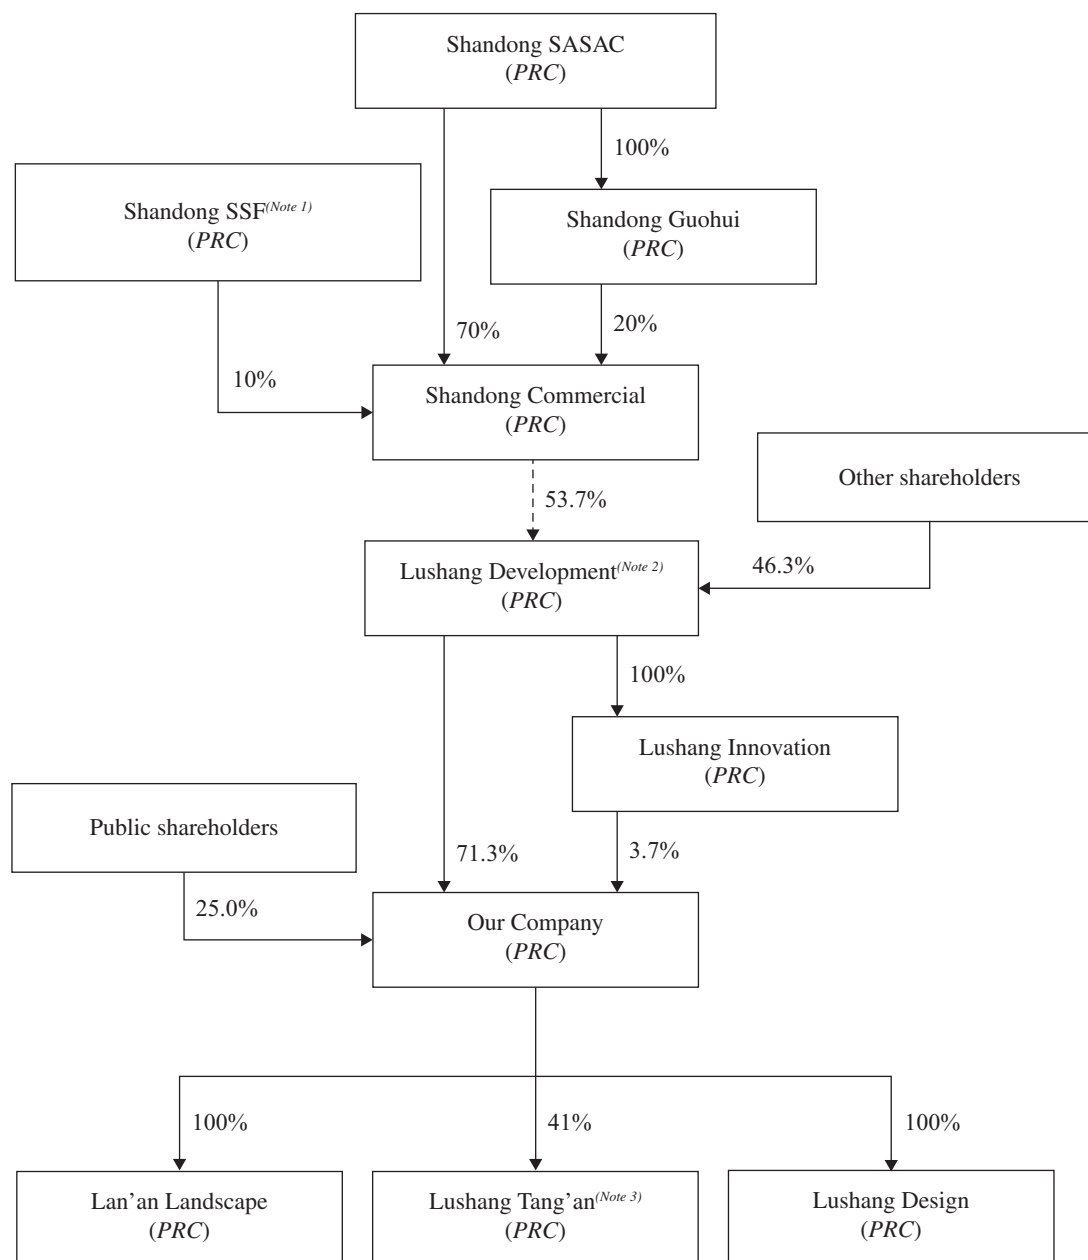 Shandong SASAC
(PRC)
100%
Shandong SSF(Note 1)
(PRC)
Shandong Guohui
(PRC)
70%
20%
10%
Shandong Commercial
(PRC)
Other shareholders
53.7%
46.3%
Lushang Development(Note 2)
(PRC)
100%
Lushang Innovation
(PRC)
Public shareholders
71.3%
3.7%
25.0%
Our Company
(PRC)
100%
41%
100%
Lan’an Landscape
(PRC)
Lushang Tang’an(Note 3)
(PRC)
Lushang Design
(PRC)